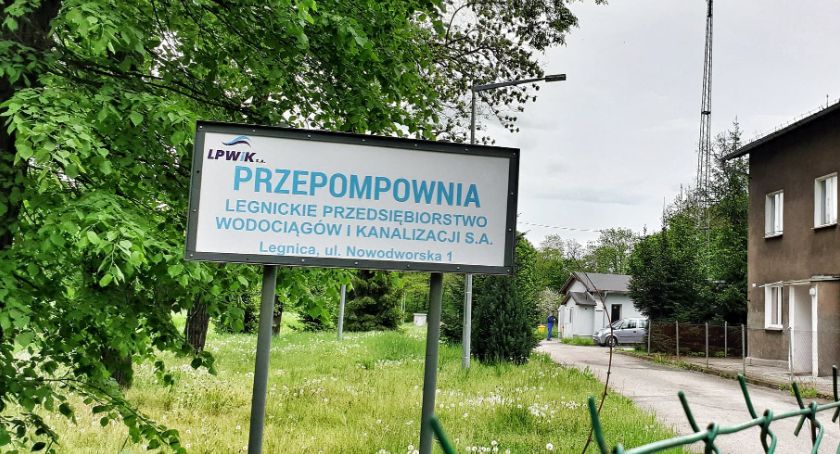 LPWiK S.A.
PRZEPOMPOWNIA
LEGNICKIE PRZEDSIĘBIORSTWO
WODOCIĄGÓW I KANALIZACJI S.A.
Legnica, ul. Nowodworska 1